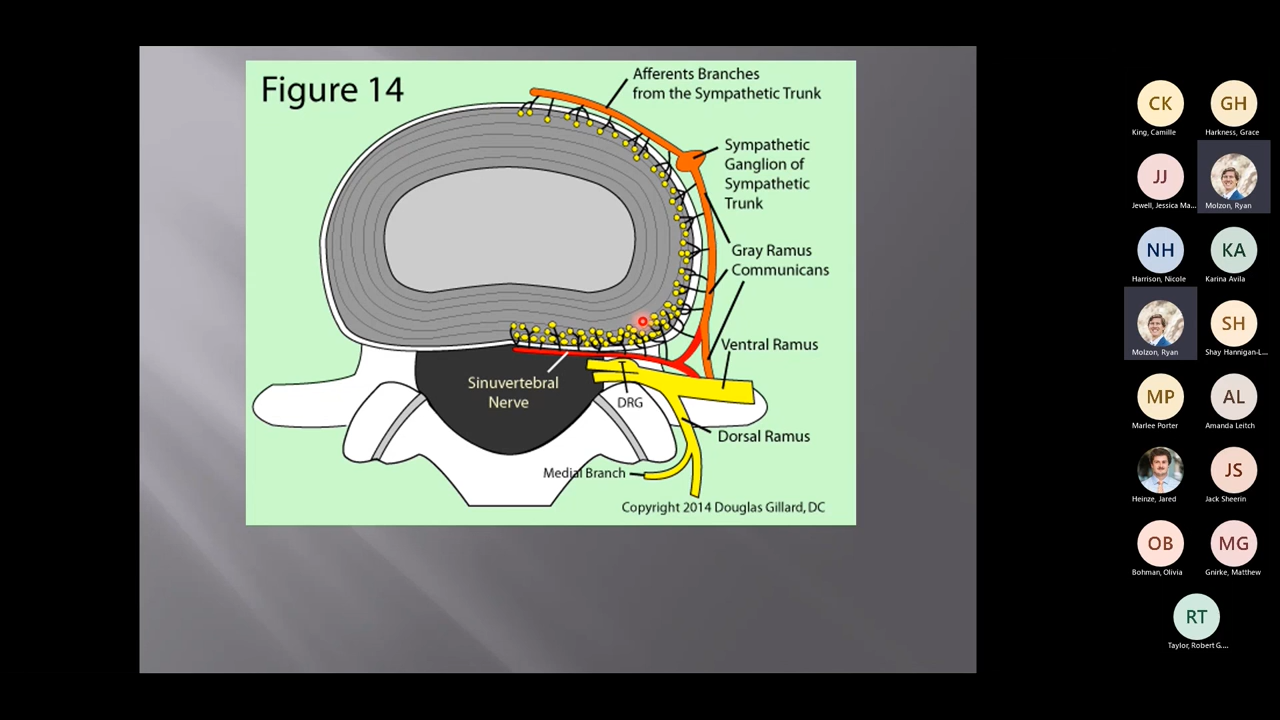 Figure 14
Afferents Branches
from the Sympathetic Trunk
Sympathetic
Ganglion of
Sympathetic
Trunk
Gray Ramus
Communicans
Ventral Ramus
Sinuvertebral
Nerve
DRG
Dorsal Ramus
Medial Branch
Copyright 2014 Douglas Gillard, DC
CK
King, Camille
GH
Harkness, Grace
JJ
Jewell, Jessica Ma...
Molzon, Ryan
NH
Harrison, Nicole
KA
Karina Avila
Molzon, Ryan
SH
Shay Hannigan-L...
MP
Marlee Porter
AL
Amanda Leitch
Heinze, Jared
JS
Jack Sheerin
OB
Bohman, Olivia
MG
Gnirke, Matthew
RT
Taylor, Robert G....